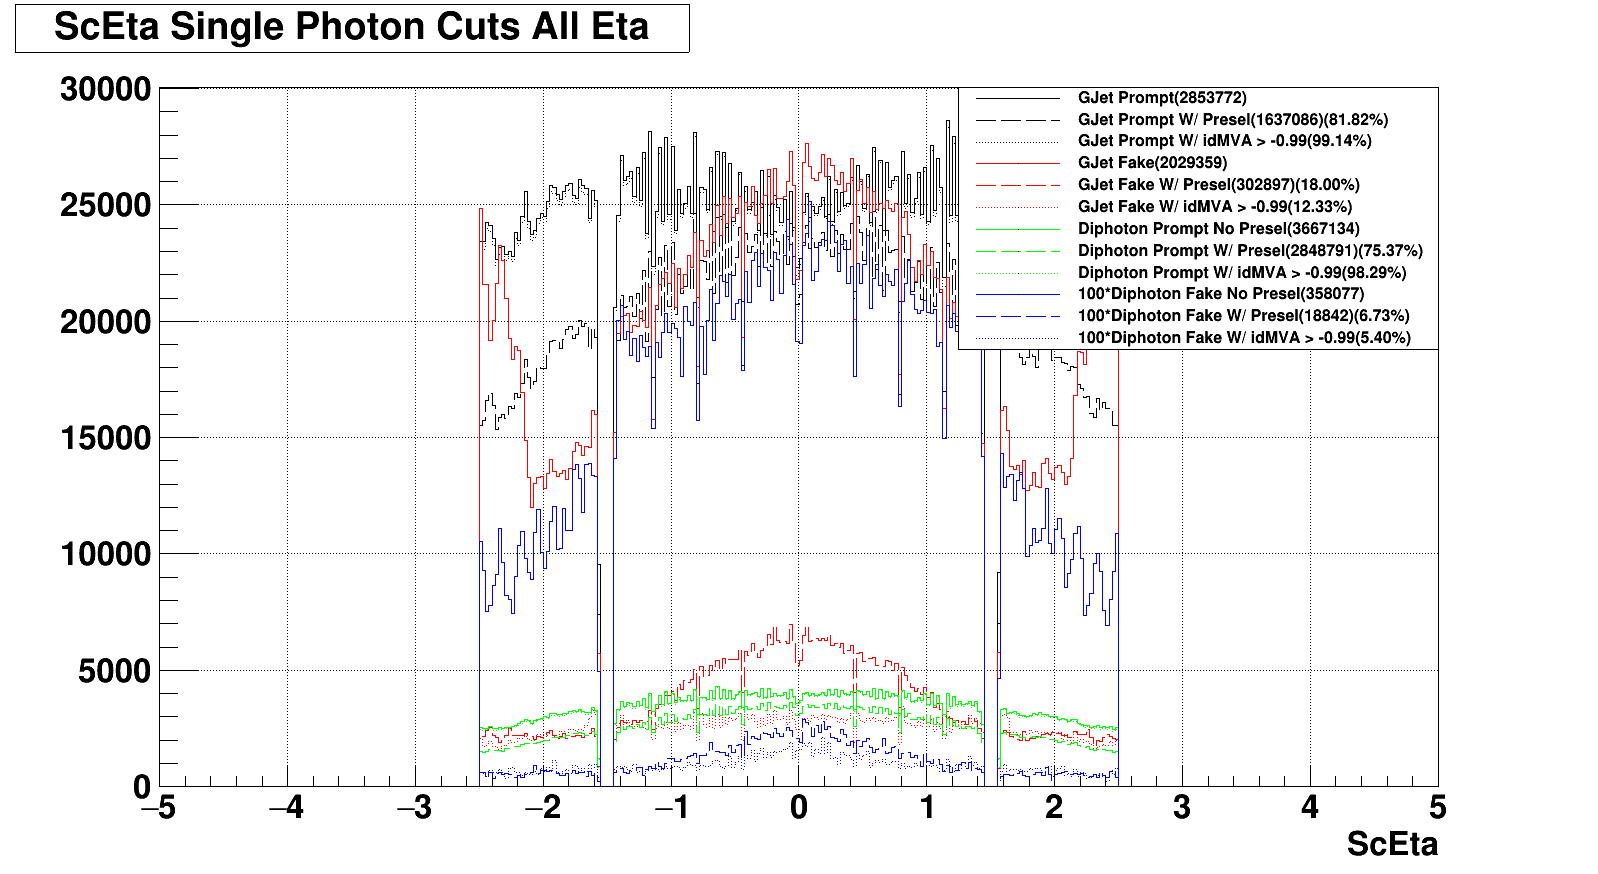 ScEta Single Photon Cuts All Eta
30000
25000
20000
15000
10000
5000
0
GJet Prompt(2853772)
GJet Prompt W/ Presel(1637086)(81.82%)
GJet Prompt W/ idMVA > -0.99(99.14%)
GJet Fake(2029359)
GJet Fake W/ Presel(302897)(18.00%)
GJet Fake W/ idMVA > -0.99(12.33%)
Diphoton Prompt No Presel(3667134)
Diphoton Prompt W/ Presel(2848791)(75.37%)
Diphoton Prompt W/ idMVA > -0.99(98.29%)
100*Diphoton Fake No Presel(358077)
100*Diphoton Fake W/ Presel(18842)(6.73%)
100*Diphoton Fake W/ idMVA > -0.99(5.40%)
−5 −4 −3 −2 −1 0 1 2 3 4 5
ScEta